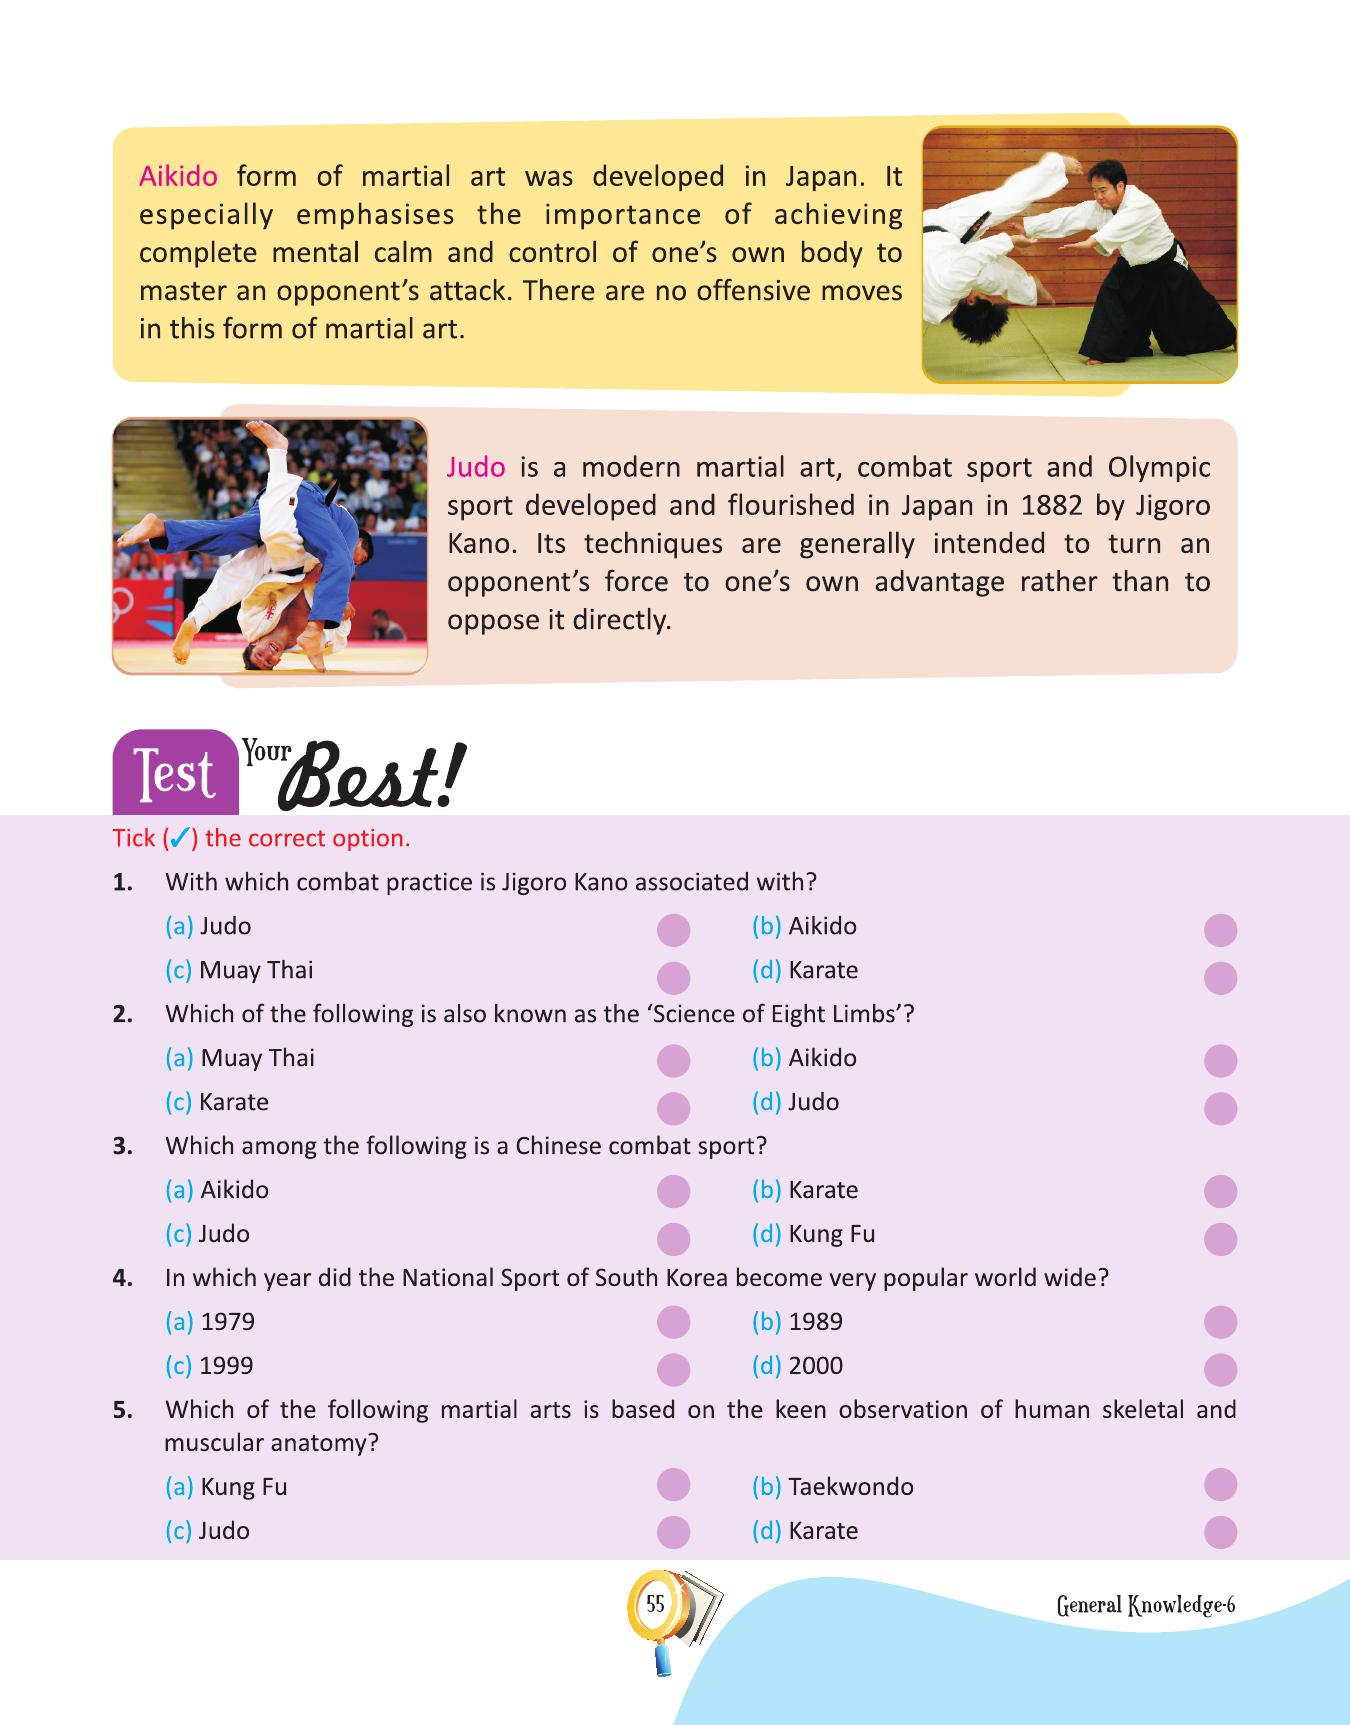 Aikido form of martial art was developed in Japan. It
especially emphasises the importance of achieving
complete mental calm and control of one's own body to
master an opponent's attack. There are no offensive moves
in this form of martial art.
Judo is a modern martial art, combat sport and Olympic
sport developed and flourished in Japan in 1882 by Jigoro
Kano. Its techniques are generally intended to turn an
opponent's force to one's own advantage rather than to
oppose it directly.
Test Your Best!
Tick (✓) the correct option.
1. With which combat practice is Jigoro Kano associated with?
(a) Judo (b) Aikido
(c) Muay Thai (d) Karate
2. Which of the following is also known as the ‘Science of Eight Limbs’?
(a) Muay Thai (b) Aikido
(c) Karate (d) Judo
3. Which among the following is a Chinese combat sport?
(a) Aikido (b) Karate
(c) Judo (d) Kung Fu
4. In which year did the National Sport of South Korea become very popular world wide?
(a) 1979 (b) 1989
(c) 1999 (d) 2000
5. Which of the following martial arts is based on the keen observation of human skeletal and
muscular anatomy?
(a) Kung Fu (b) Taekwondo
(c) Judo (d) Karate
55
General Knowledge-6